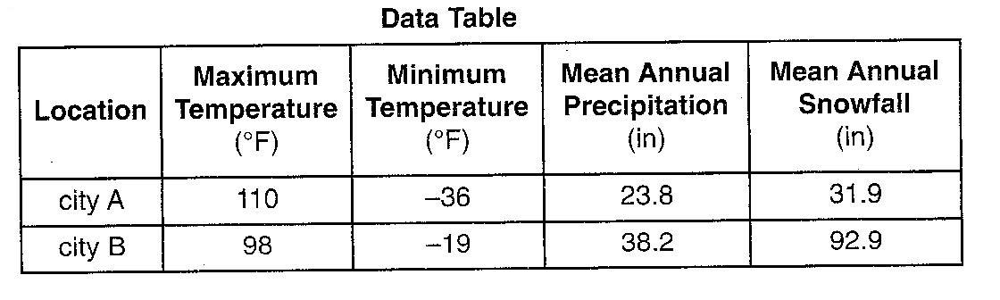 Data Table
Location
Maximum
Temperature
(°F)
Minimum
Temperature
(°F)
Mean Annual
Precipitation
(in)
Mean Annual
Snowfall
(in)
city A 110 –36 23.8 31.9
city B 98 –19 38.2 92.9